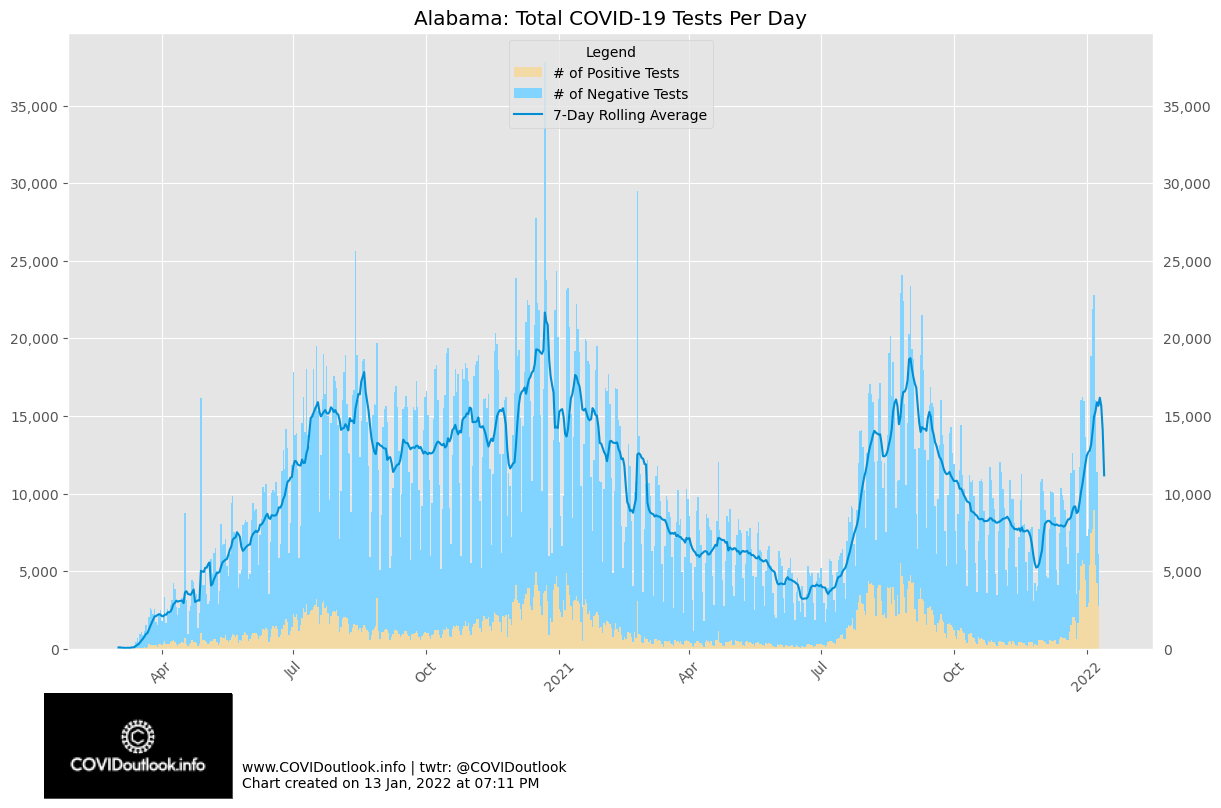 Alabama: Total COVID-19 Tests Per Day
Legend
# of Positive Tests
# of Negative Tests
7-Day Rolling Average
35,000
30,000
25,000
20,000
15,000
10,000
5,000
0
35,000
30,000
25,000
20,000
15,000
10,000
5,000
0
Apr
Jul
Oct
2021
Apr
Jul
Oct
2022
COVIDoutlook.info
www.COVIDoutlook.info | twtr: @COVIDoutlook
Chart created on 13 Jan, 2022 at 07:11 PM